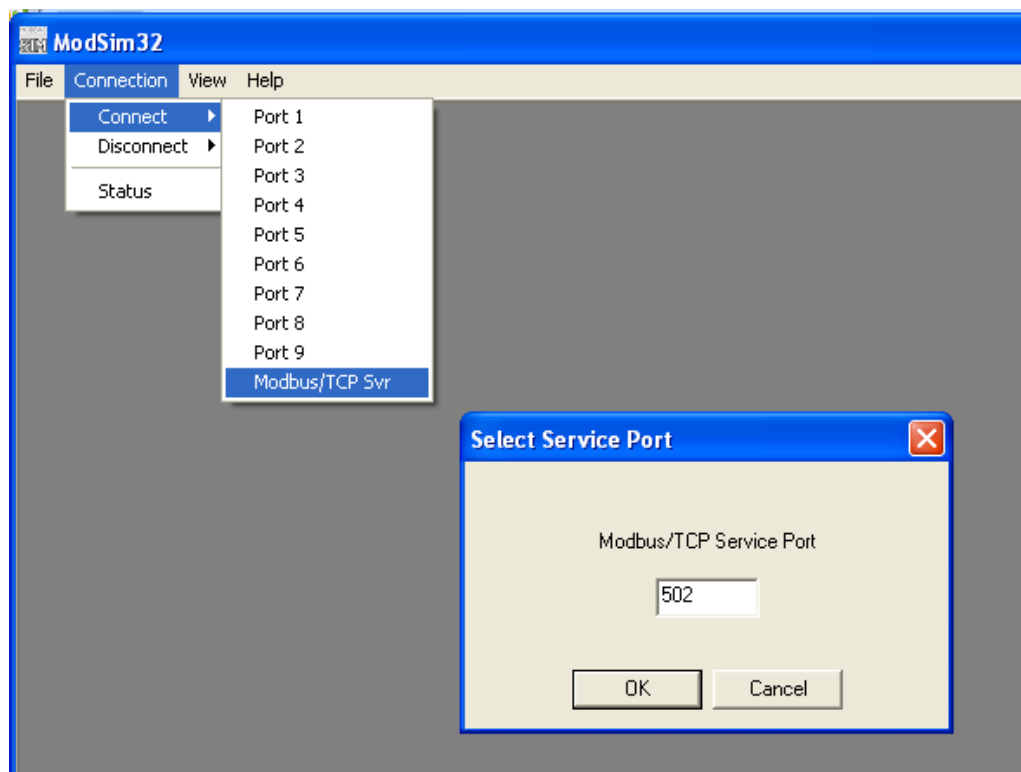 ModSim32
File Connection View Help
Connect
Disconnect
Status
Port 1
Port 2
Port 3
Port 4
Port 5
Port 6
Port 7
Port 8
Port 9
Modbus/TCP Svr
Select Service Port
Modbus/TCP Service Port
502
OK Cancel